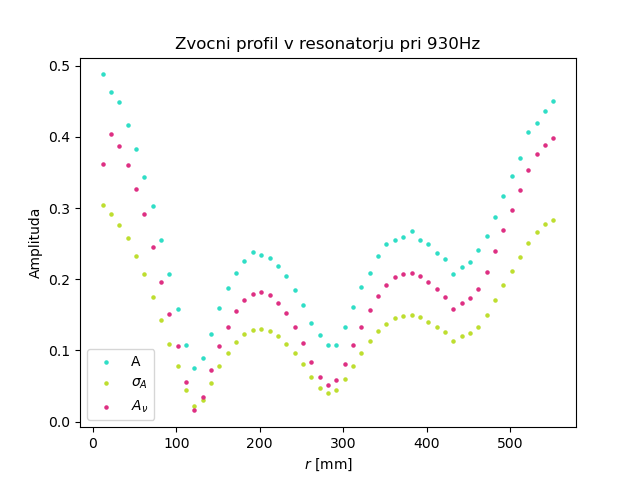 Zvocni profil v resonatorju pri 930Hz
Amplituda
0.5
0.4
0.3
0.2
0.1
0.0
A
σ_A
A_ν
0 100 200 300 400 500
r [mm]